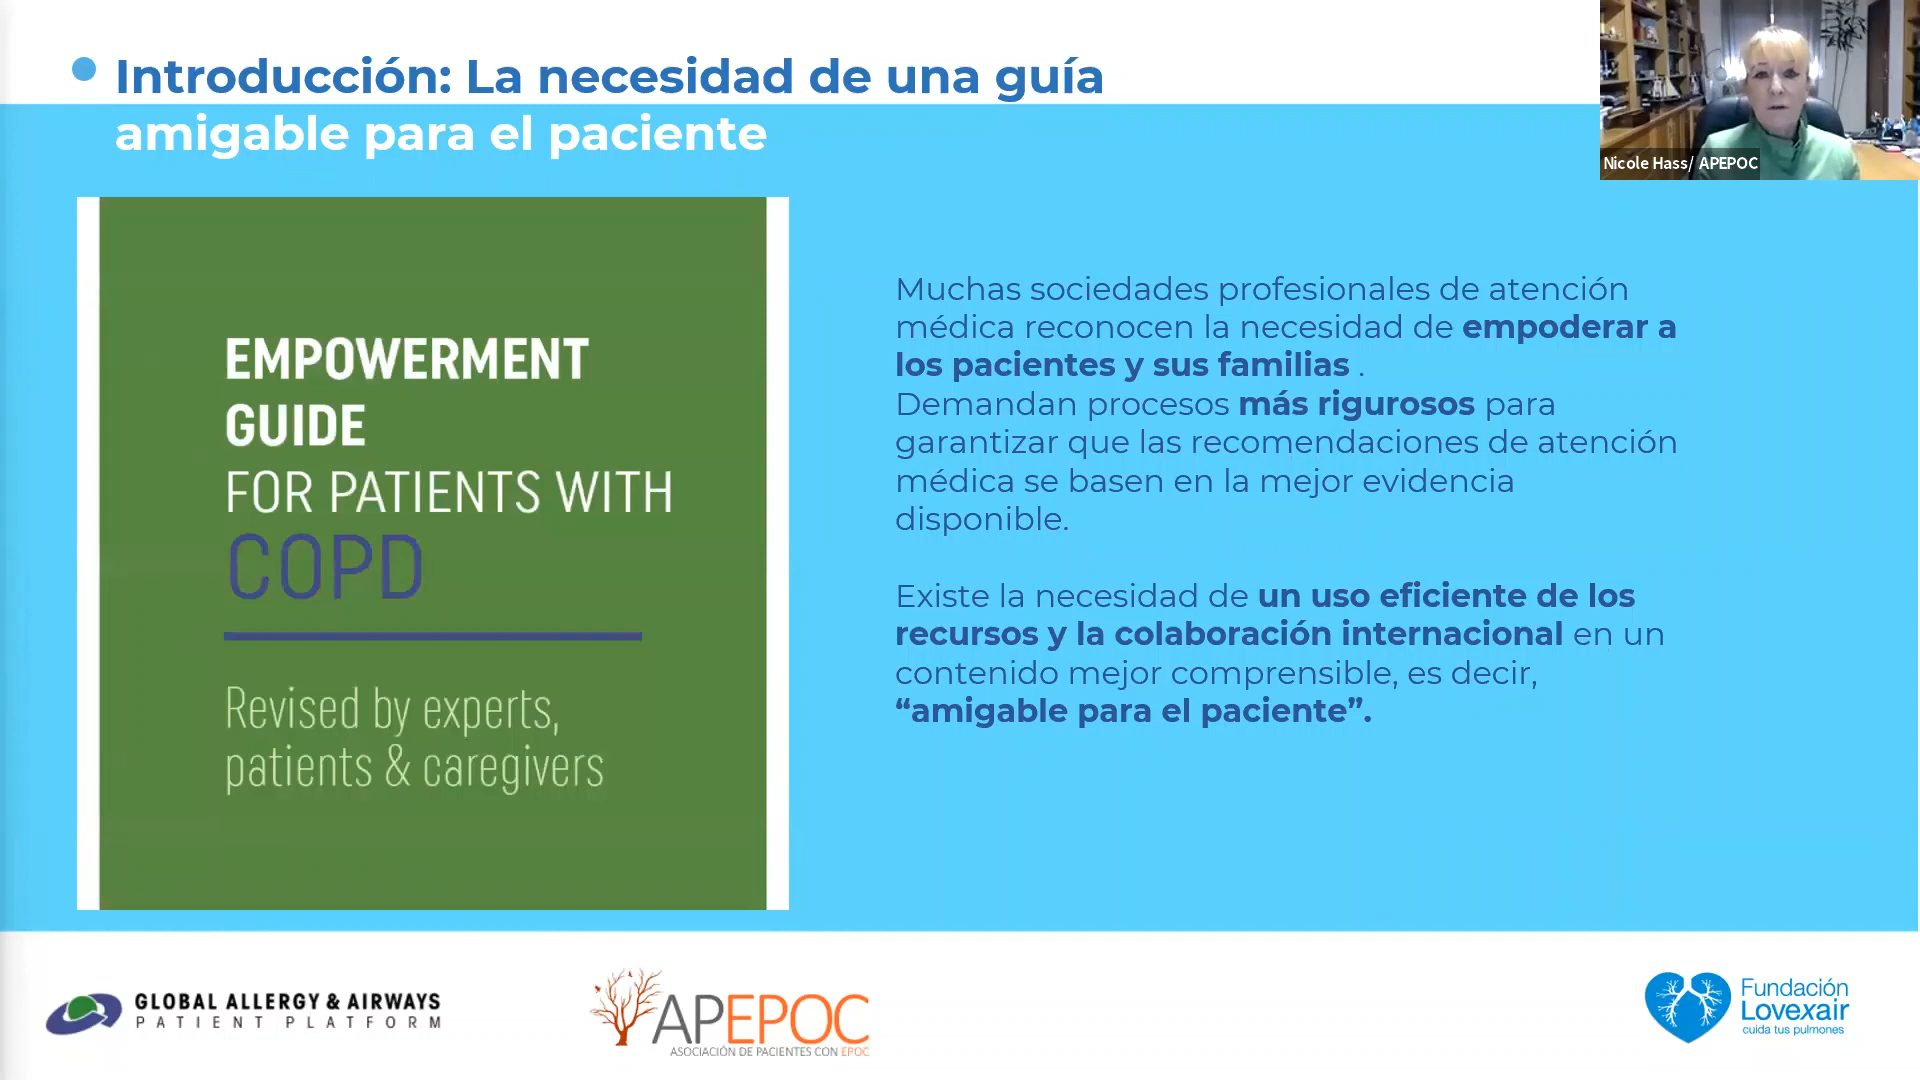 Introducción: La necesidad de una guía
amigable para el paciente
Nicole Hass/ APEPOC
EMPOWERMENT
GUIDE
FOR PATIENTS WITH
COPD
Revised by experts,
patients & caregivers
Muchas sociedades profesionales de atención
médica reconocen la necesidad de empoderar a
los pacientes y sus familias .
Demandan procesos más rigurosos para
garantizar que las recomendaciones de atención
médica se basen en la mejor evidencia
disponible.
Existe la necesidad de un uso eficiente de los
recursos y la colaboración internacional en un
contenido mejor comprensible, es decir,
“amigable para el paciente”.
GLOBAL ALLERGY & AIRWAYS
PATIENT PLATFORM
APEPOC
ASOCIACIÓN DE PACIENTES CON EPOC
Fundación
Lovexair
cuida tus pulmones